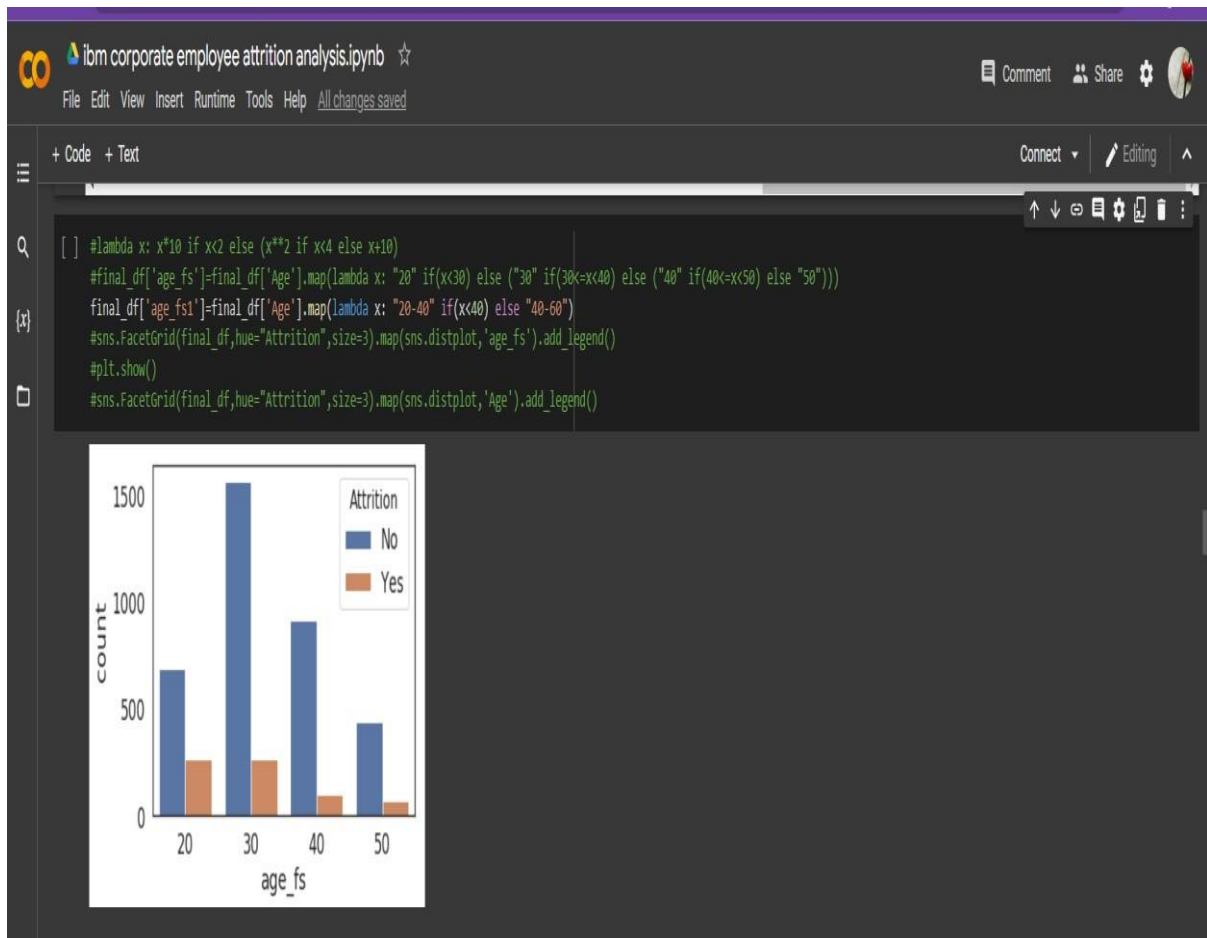 ibm corporate employee attrition analysis.ipynb
Comment Share
File Edit View Insert Runtime Tools Help All changes saved
+ Code + Text
Connect Editing
[ ] #lambda x: x*10 if x<2 else (x**2 if x<4 else x+10)
#final_df['age_fs']=final_df['Age'].map(lambda x: "20" if(x<30) else ("30" if(30<=x<40) else ("40" if(40<=x<50) else "50")))
final_df['age_fs1']=final_df['Age'].map(lambda x: "20-40" if(x<40) else "40-60")
#sns.FacetGrid(final_df,hue="Attrition",size=3).map(sns.distplot,'age_fs').add_legend()
#plt.show()
#sns.FacetGrid(final_df,hue="Attrition",size=3).map(sns.distplot,'Age').add_legend()
{x}
1500
1000
500
0
count
Attrition
No
Yes
20 30 40 50
age_fs